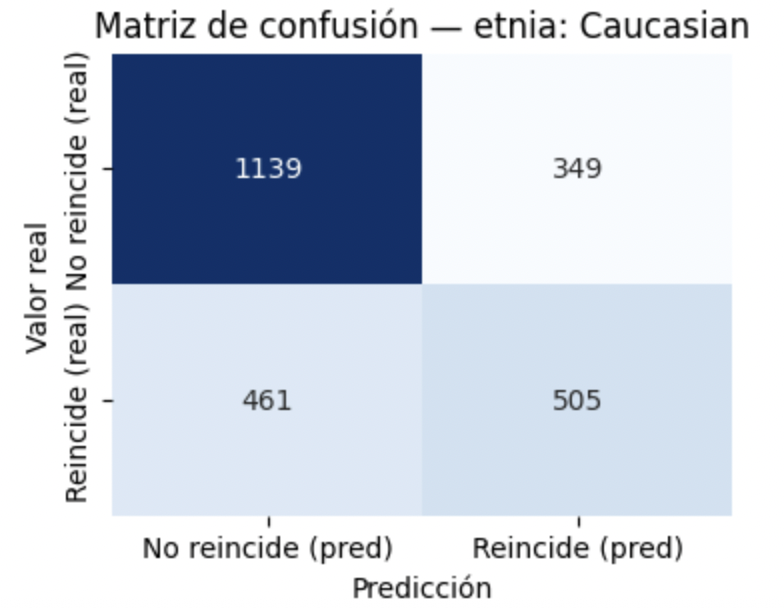 Matriz de confusión — etnia: Caucasian
Valor real
No reincide (real)
1139 349
Reincide (real)
461 505
No reincide (pred) Reincide (pred)
Predicción